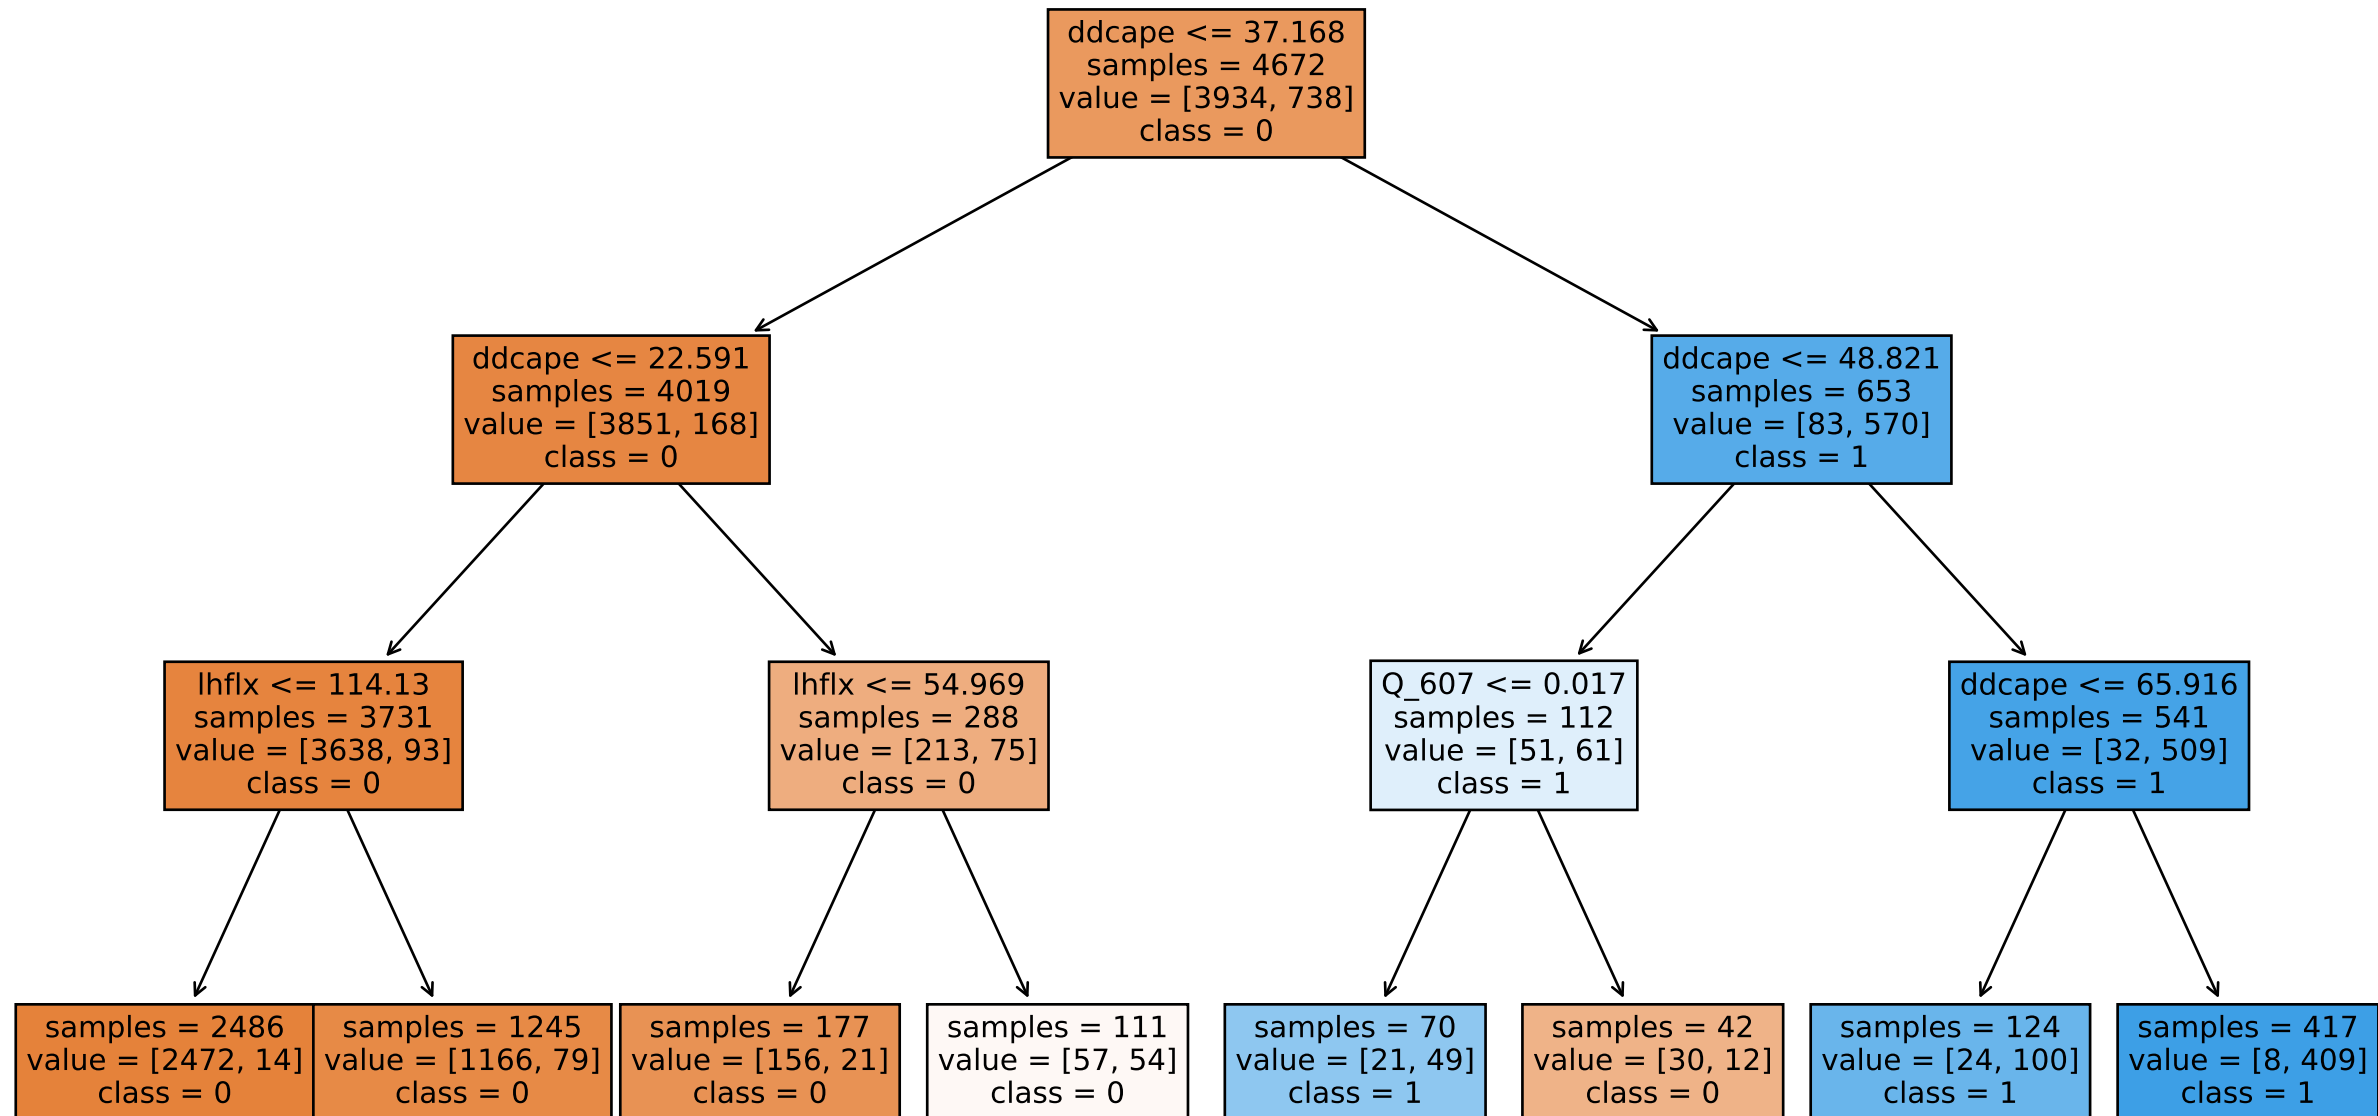 ddcape <= 37.168
samples = 4672
value = [3934, 738]
class = 0
ddcape <= 22.591
samples = 4019
value = [3851, 168]
class = 0
ddcape <= 48.821
samples = 653
value = [83, 570]
class = 1
lhflx <= 114.13
samples = 3731
value = [3638, 93]
class = 0
lhflx <= 54.969
samples = 288
value = [213, 75]
class = 0
Q_607 <= 0.017
samples = 112
value = [51, 61]
class = 1
ddcape <= 65.916
samples = 541
value = [32, 509]
class = 1
samples = 2486
value = [2472, 14]
class = 0
samples = 1245
value = [1166, 79]
class = 0
samples = 177
value = [156, 21]
class = 0
samples = 111
value = [57, 54]
class = 0
samples = 70
value = [21, 49]
class = 1
samples = 42
value = [30, 12]
class = 0
samples = 124
value = [24, 100]
class = 1
samples = 417
value = [8, 409]
class = 1